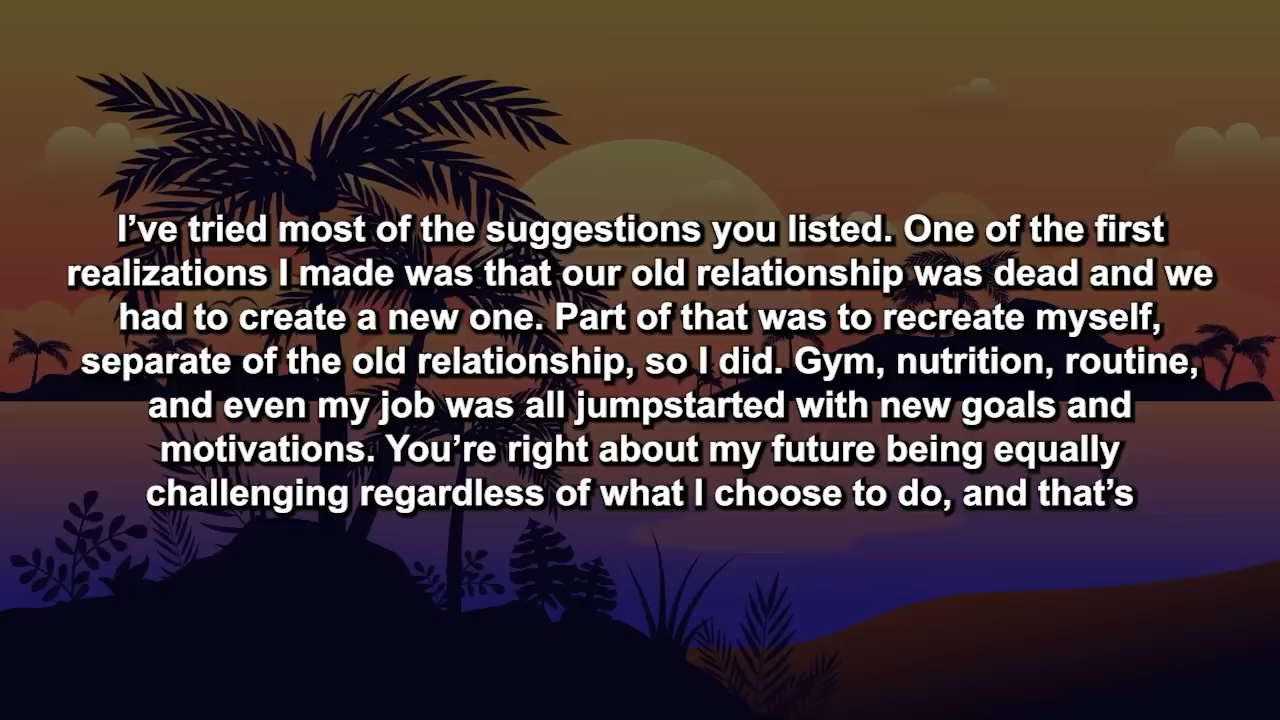 I’ve tried most of the suggestions you listed. One of the first
realizations I made was that our old relationship was dead and we
had to create a new one. Part of that was to recreate myself,
separate of the old relationship, so I did. Gym, nutrition, routine,
and even my job was all jumpstarted with new goals and
motivations. You’re right about my future being equally
challenging regardless of what I choose to do, and that’s